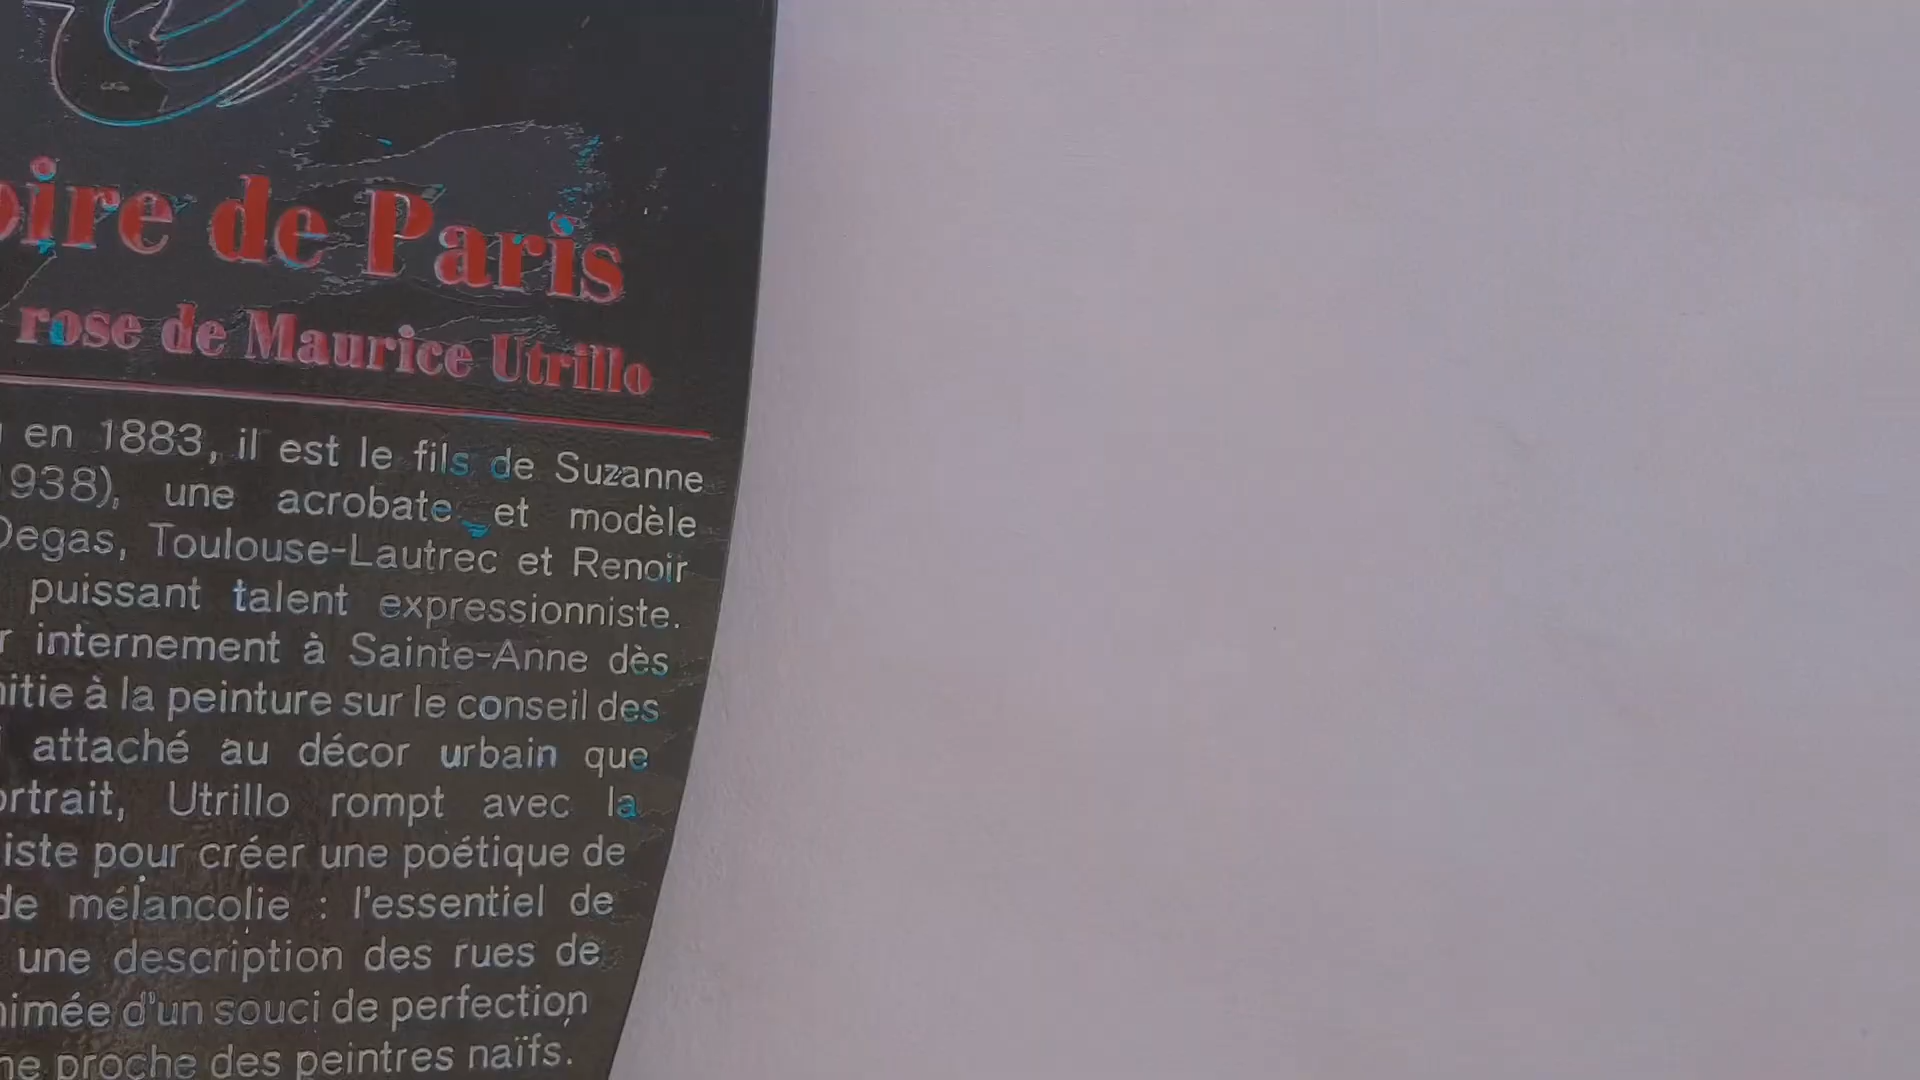 oire de Paris
rose de Maurice Utrillo
en 1883, il est le fils de Suzanne
1938), une acrobate et modèle
Degas, Toulouse-Lautrec et Renoir
puissant talent expressionniste.
r internement à Sainte-Anne dès
nitie à la peinture sur le conseil des
attaché au décor urbain que
ortrait, Utrillo rompt avec la
iste pour créer une poétique de
de mélancolie : l'essentiel de
une description des rues de
nimée d'un souci de perfection
ne proche des peintres naïfs.